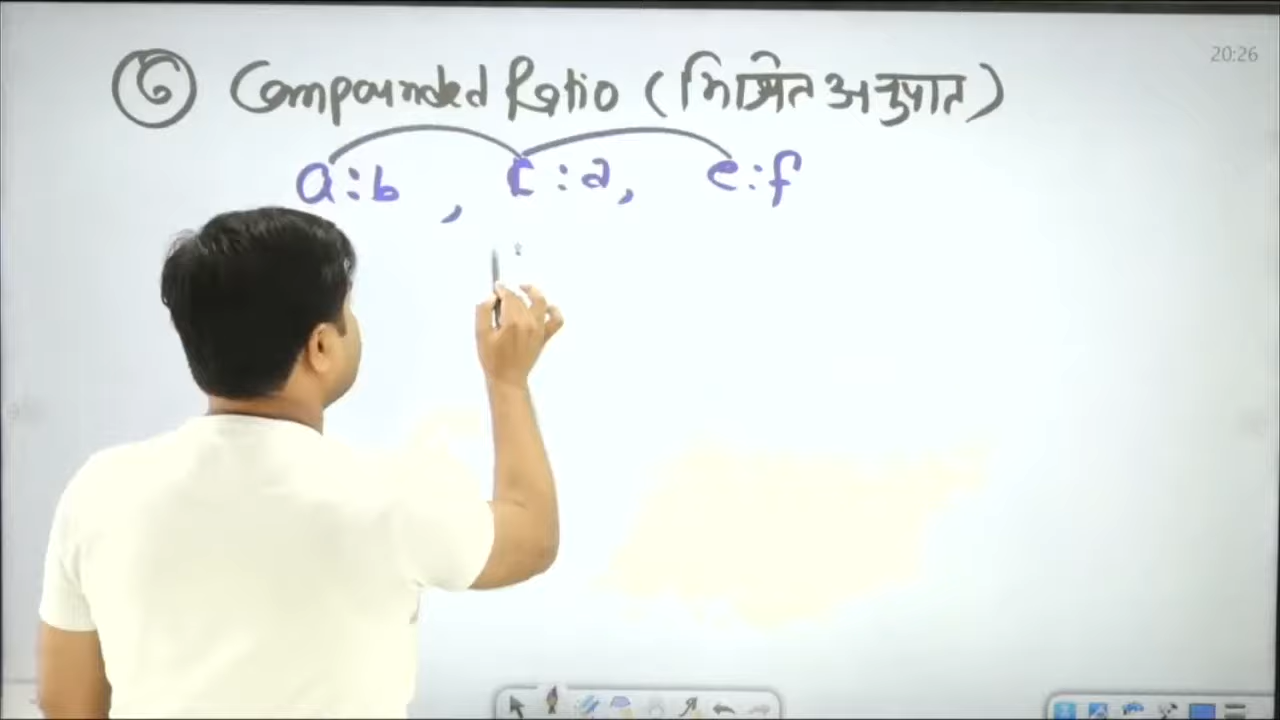 20:26
⑥ Compounded Ratio (मिश्रित अनुपात)
a:b , c:d, e:f